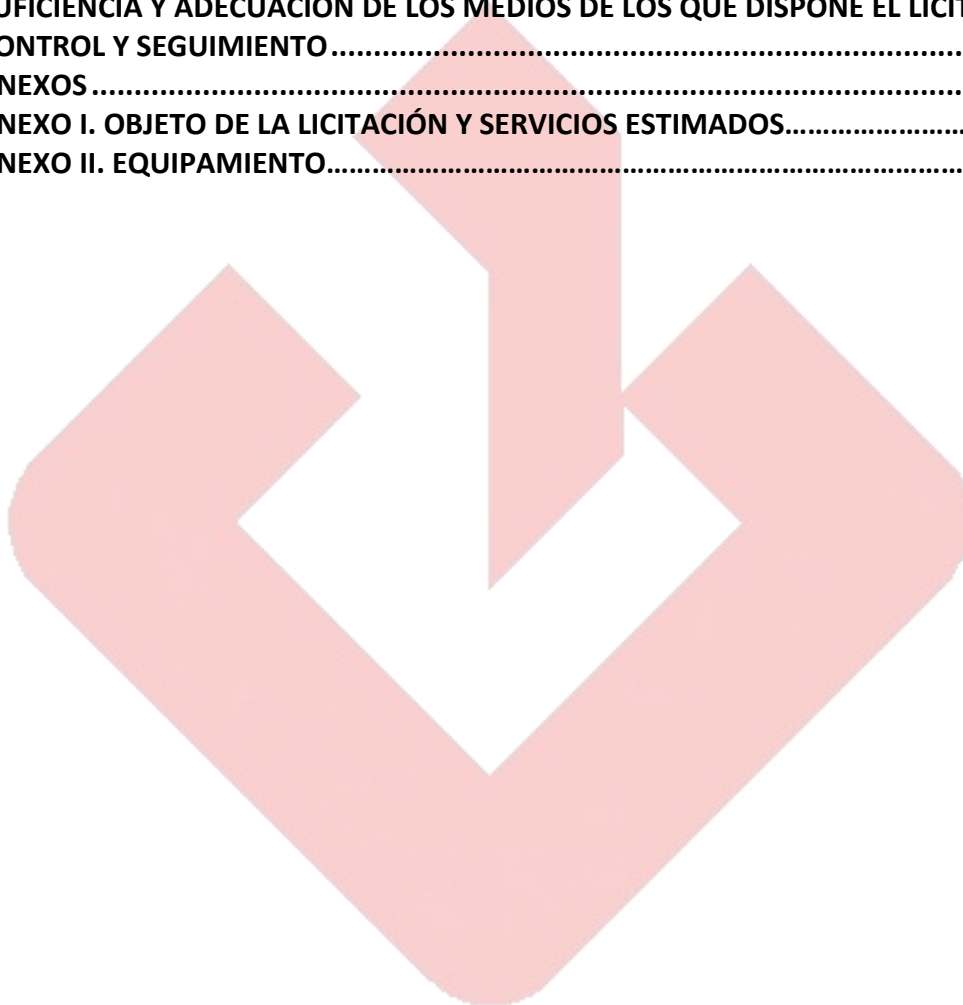 UFICIENCIA Y ADECUACIÓN DE LOS MEDIOS DE LOS QUE DISPONE EL LICIT
ONTROL Y SEGUIMIENTO........................................................................
NEXOS....................................................................................................
NEXO I. OBJETO DE LA LICITACIÓN Y SERVICIOS ESTIMADOS......................
NEXO II. EQUIPAMIENTO.........................................................................